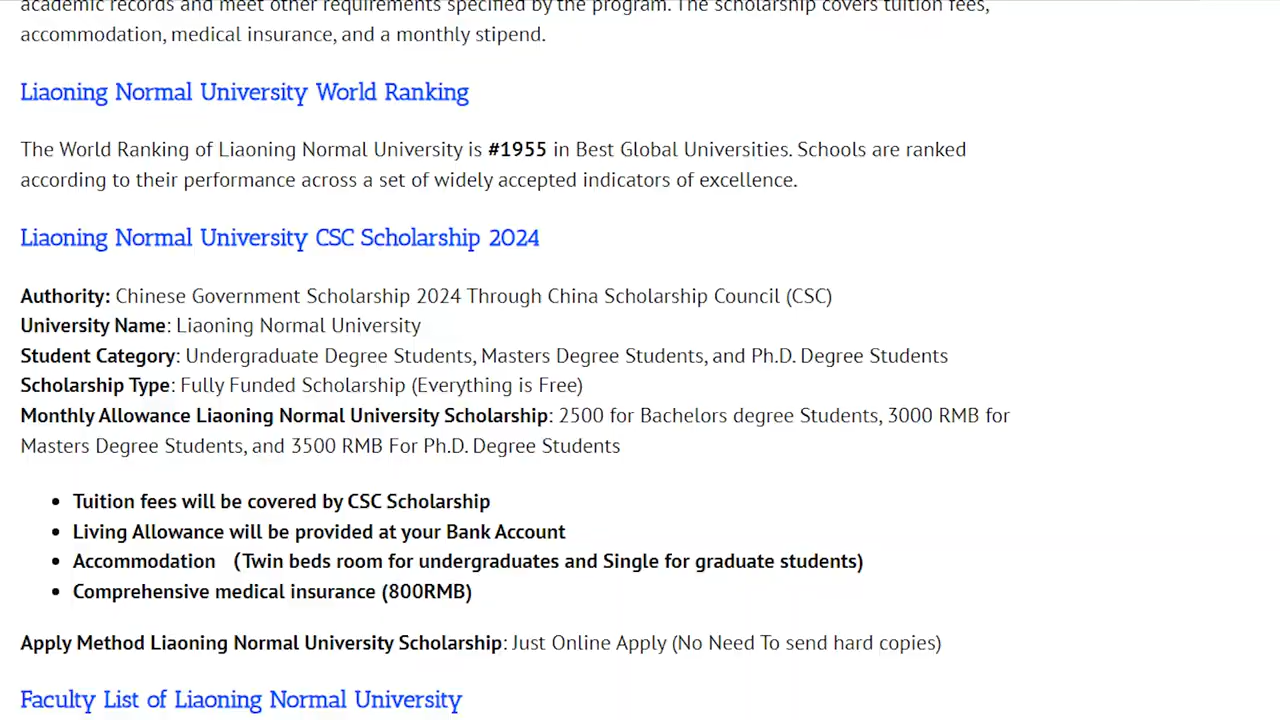 academic records and meet other requirements specified by the program. The scholarship covers tuition fees,
accommodation, medical insurance, and a monthly stipend.
Liaoning Normal University World Ranking
The World Ranking of Liaoning Normal University is #1955 in Best Global Universities. Schools are ranked
according to their performance across a set of widely accepted indicators of excellence.
Liaoning Normal University CSC Scholarship 2024
Authority: Chinese Government Scholarship 2024 Through China Scholarship Council (CSC)
University Name: Liaoning Normal University
Student Category: Undergraduate Degree Students, Masters Degree Students, and Ph.D. Degree Students
Scholarship Type: Fully Funded Scholarship (Everything is Free)
Monthly Allowance Liaoning Normal University Scholarship: 2500 for Bachelors degree Students, 3000 RMB for
Masters Degree Students, and 3500 RMB For Ph.D. Degree Students
• Tuition fees will be covered by CSC Scholarship
• Living Allowance will be provided at your Bank Account
• Accommodation （Twin beds room for undergraduates and Single for graduate students)
• Comprehensive medical insurance (800RMB)
Apply Method Liaoning Normal University Scholarship: Just Online Apply (No Need To send hard copies)
Faculty List of Liaoning Normal University